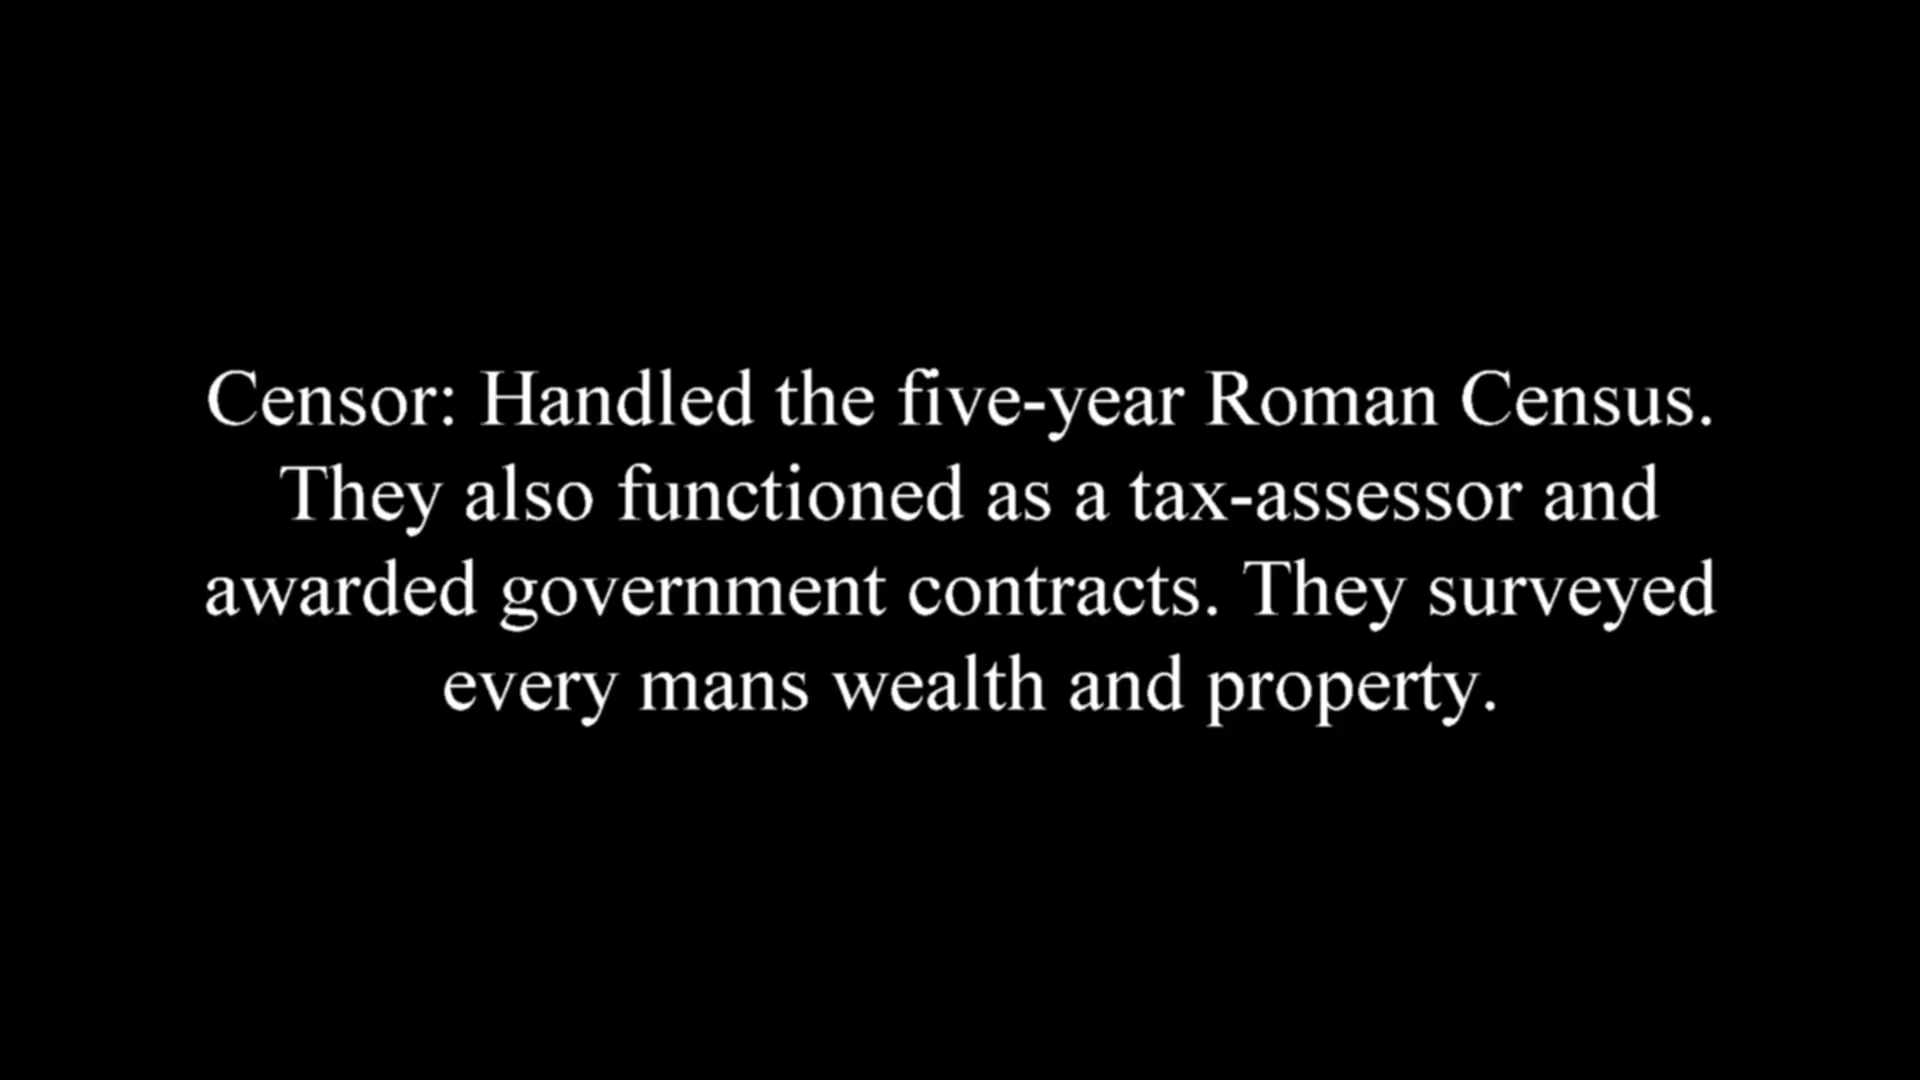 Censor: Handled the five-year Roman Census.
They also functioned as a tax-assessor and
awarded government contracts. They surveyed
every mans wealth and property.